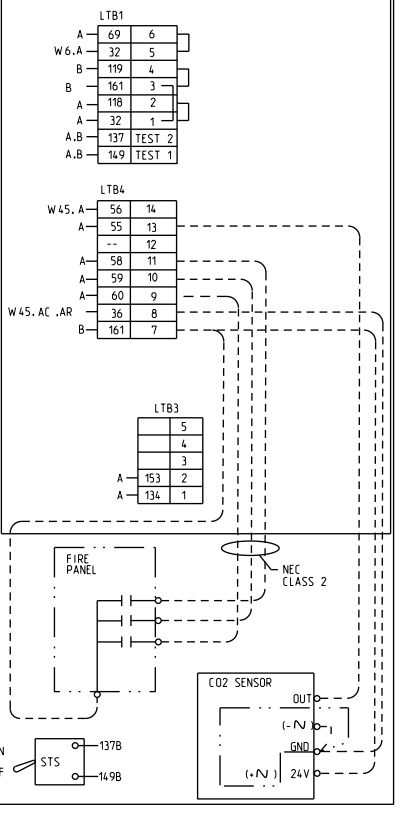 LTB1
A 69 6
W6.A 32 5
B 119 4
B 161 3
A 118 2
A 32 1
A.B 137 TEST 2
A.B 149 TEST 1
LTB4
W45.A 56 14
A 55 13
-- 12
A 58 11
A 59 10
A 60 9
W45.AC.AR 36 8
B 161 7
LTB3
5
4
3
A 153 2
A 134 1
FIRE
PANEL
NEC
CLASS 2
CO2 SENSOR
OUT
(-N)
GND
(+N) 24V
N
F
STS
137B
149B